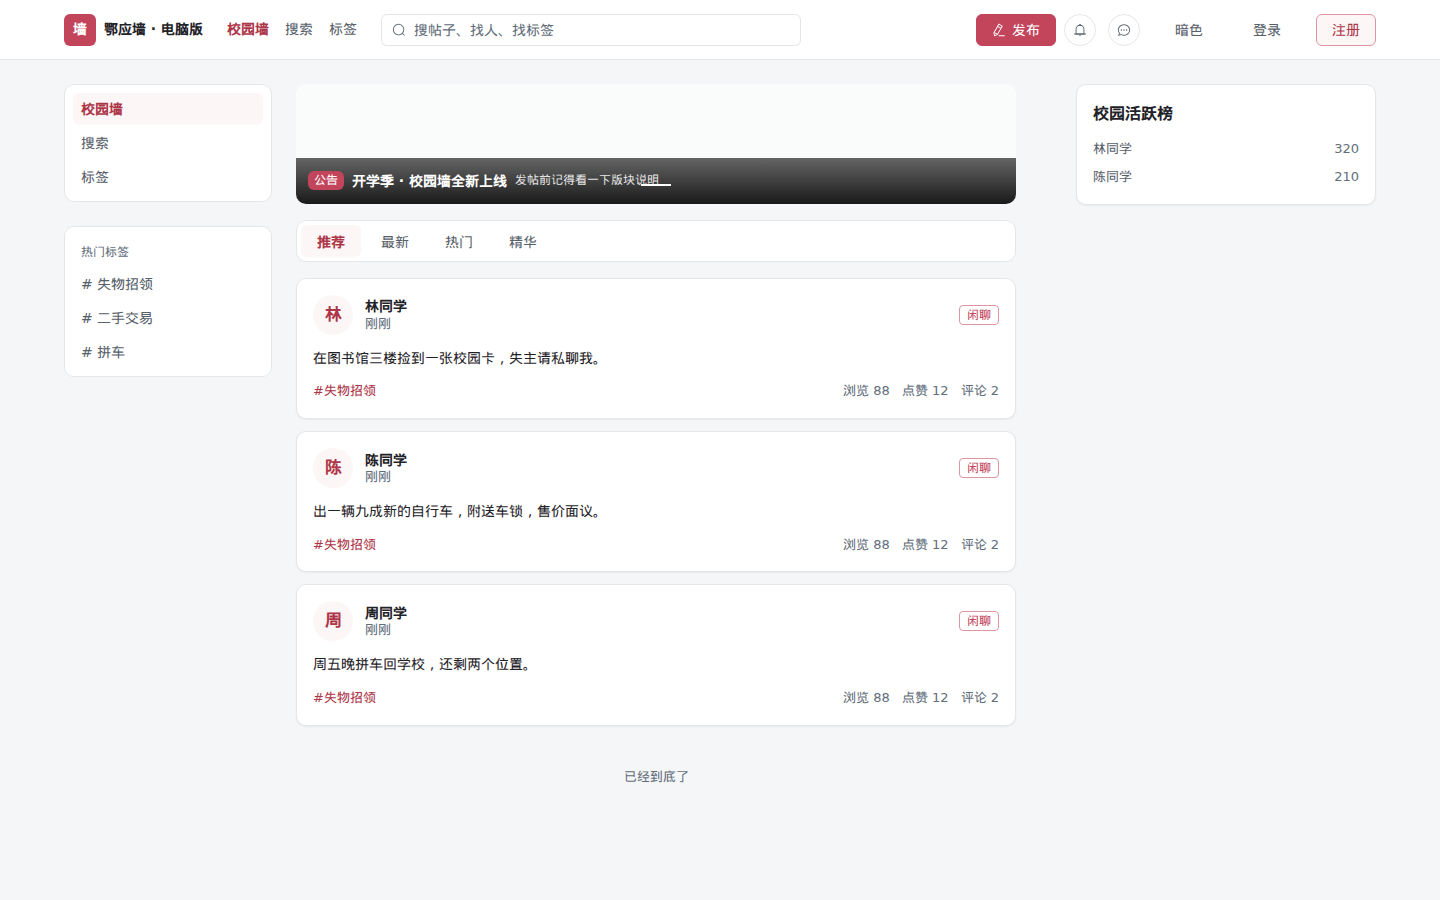 墙 鄂应墙 · 电脑版 校园墙 搜索 标签 搜帖子、找人、找标签 发布 暗色 登录 注册
校园墙
搜索
标签
热门标签
# 失物招领
# 二手交易
# 拼车
公告 开学季 · 校园墙全新上线 发帖前记得看一下版块说明
推荐 最新 热门 精华
林 林同学
刚刚
闲聊
在图书馆三楼捡到一张校园卡，失主请私聊我。
#失物招领 浏览 88 点赞 12 评论 2
陈 陈同学
刚刚
闲聊
出一辆九成新的自行车，附送车锁，售价面议。
#失物招领 浏览 88 点赞 12 评论 2
周 周同学
刚刚
闲聊
周五晚拼车回学校，还剩两个位置。
#失物招领 浏览 88 点赞 12 评论 2
已经到底了
校园活跃榜
林同学 320
陈同学 210